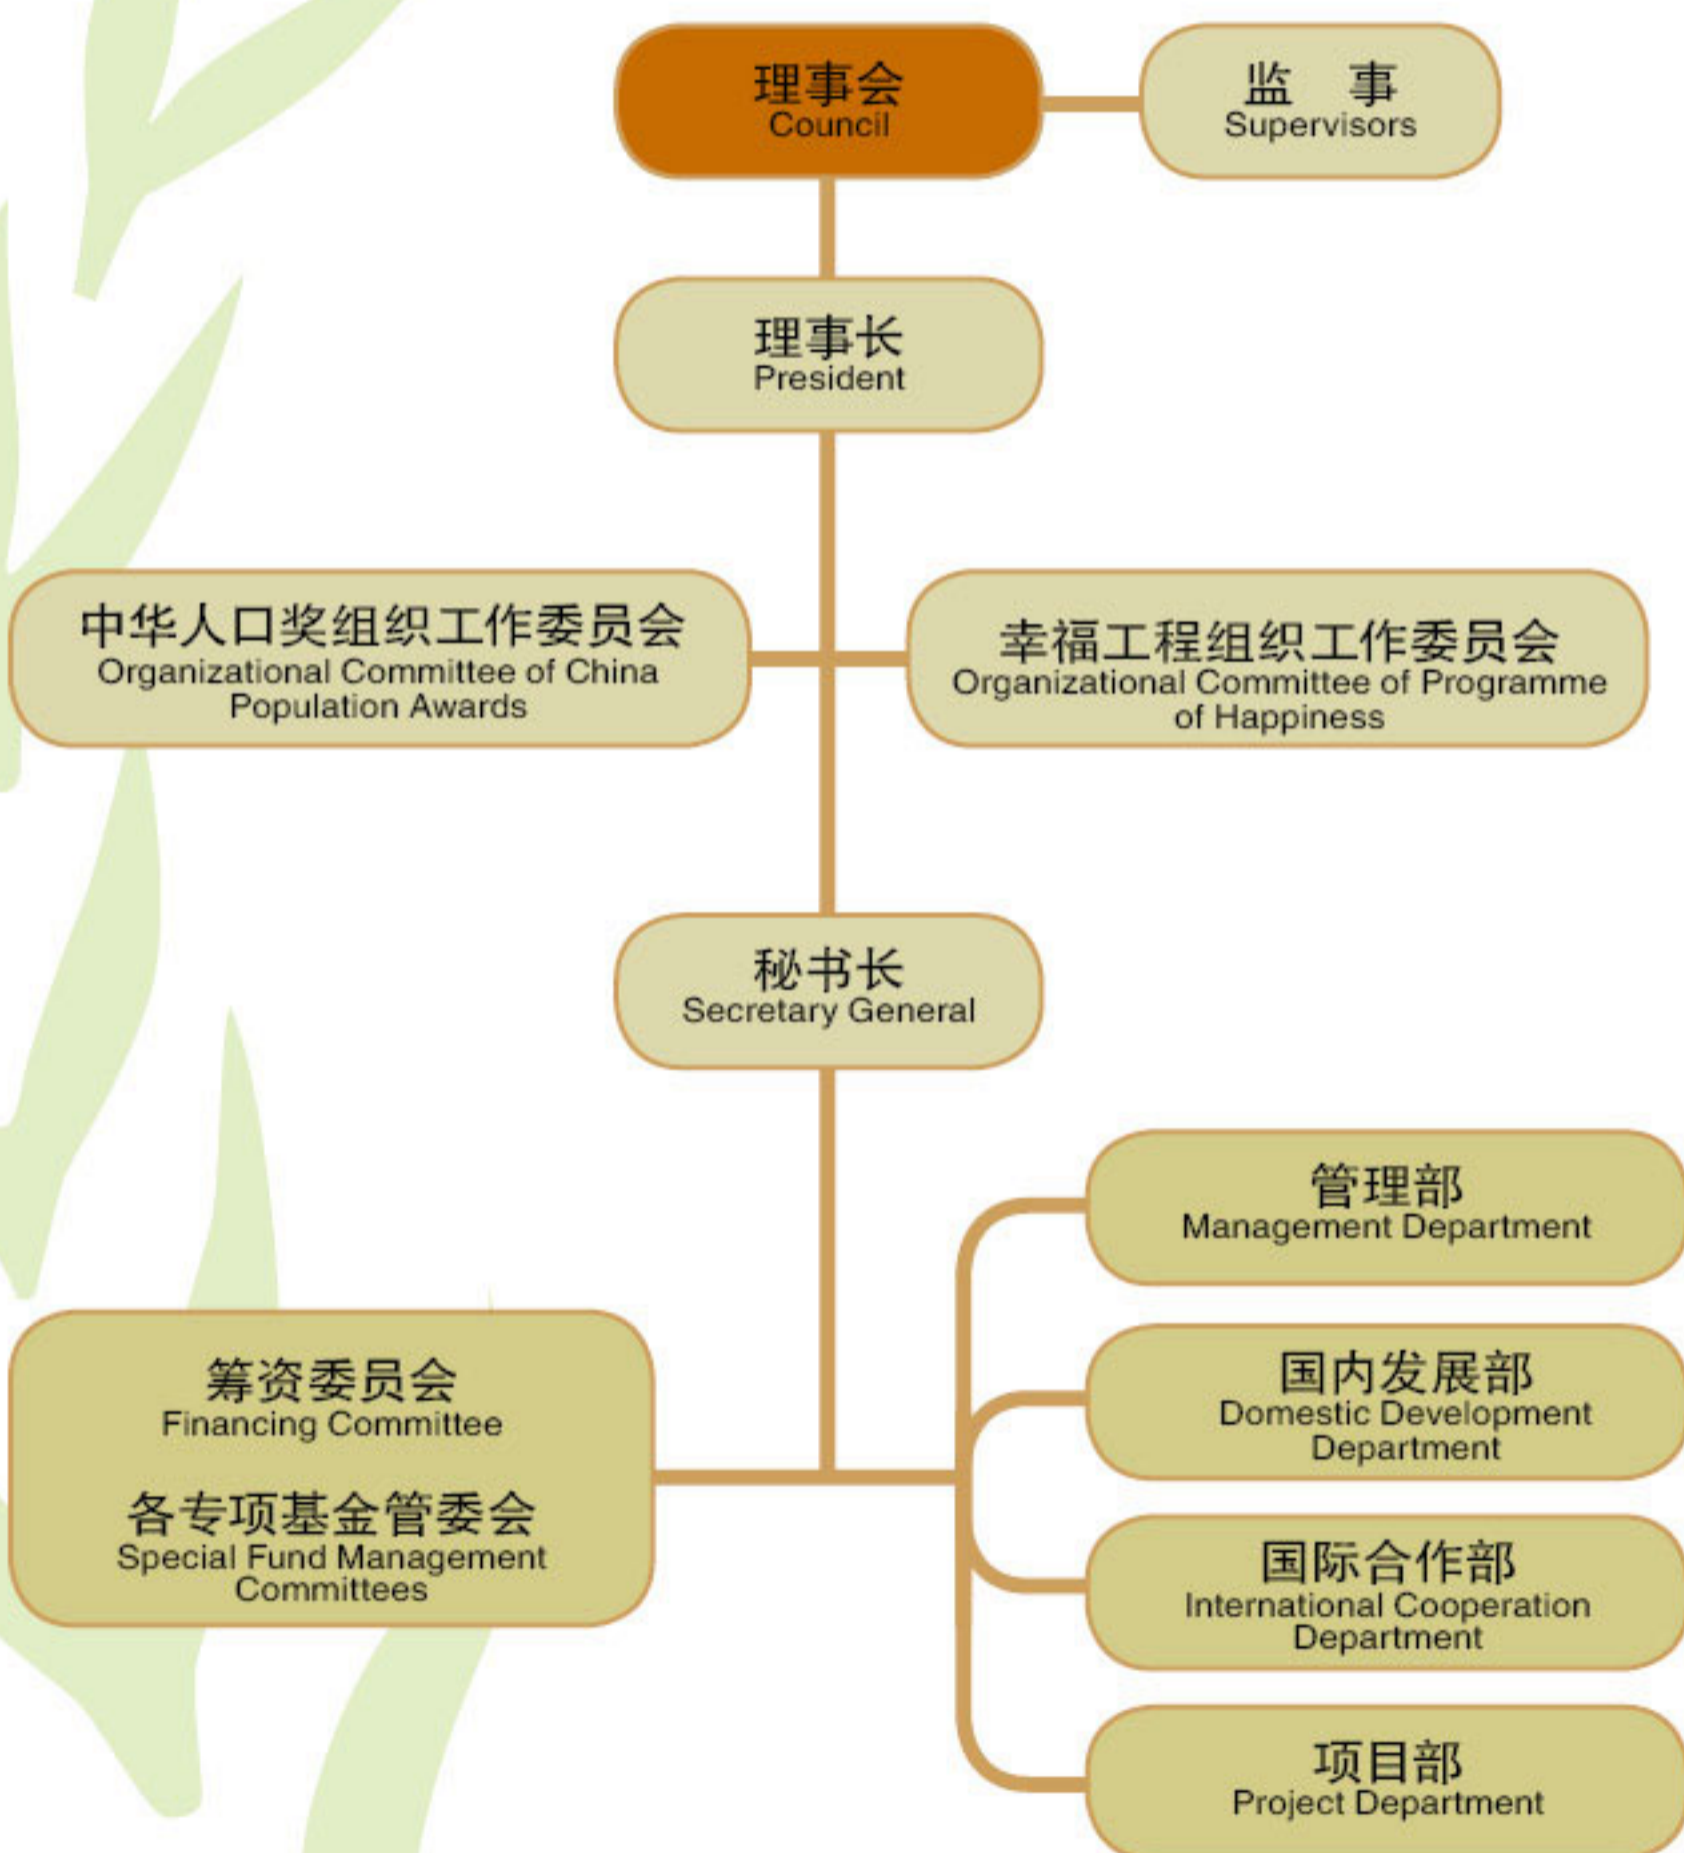 理事会
Council
监 事
Supervisors
理事长
President
中华人口奖组织工作委员会
Organizational Committee of China
Population Awards
幸福工程组织工作委员会
Organizational Committee of Programme
of Happiness
秘书长
Secretary General
筹资委员会
Financing Committee
各专项基金管委会
Special Fund Management
Committees
管理部
Management Department
国内发展部
Domestic Development
Department
国际合作部
International Cooperation
Department
项目部
Project Department